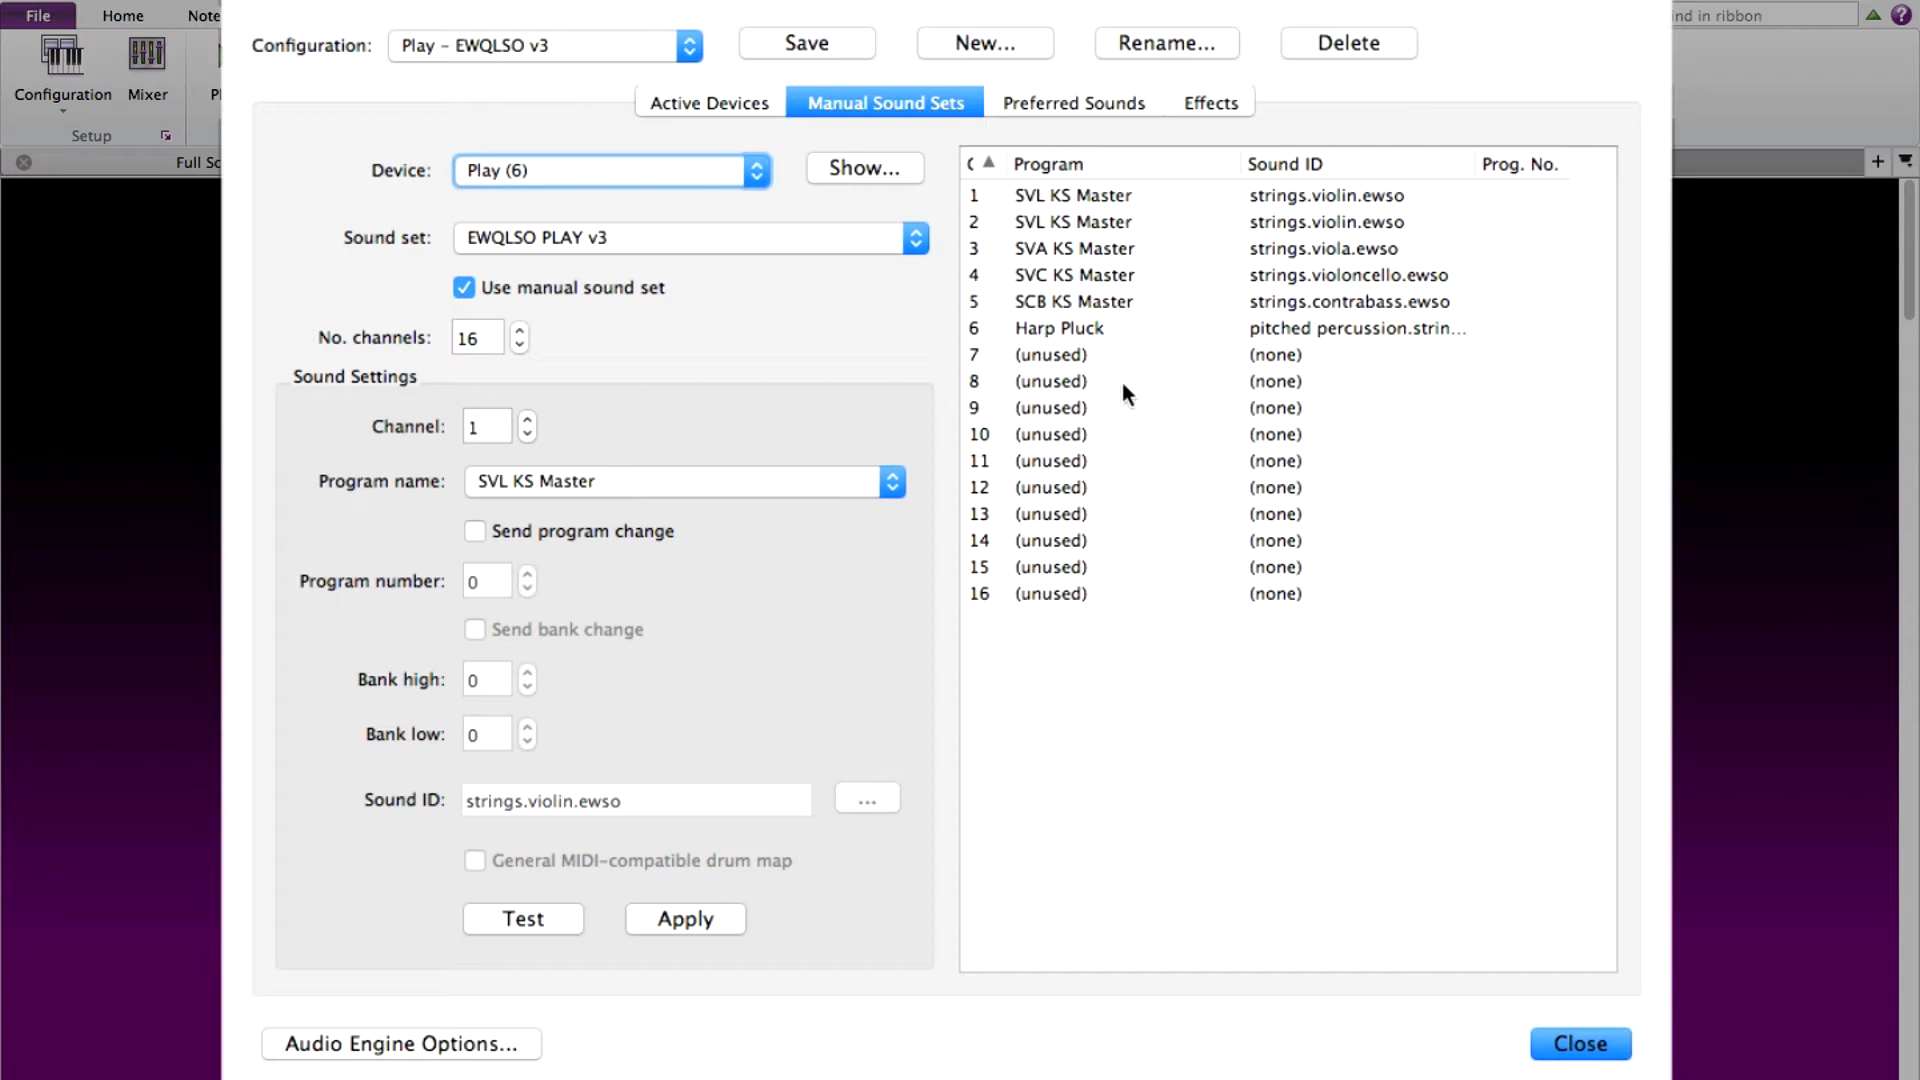 File Home Note
Configuration Mixer
Setup
Full Sc
nd in ribbon
Configuration: Play - EWQLSO v3 Save New... Rename... Delete
Active Devices Manual Sound Sets Preferred Sounds Effects
Device: Play (6) Show...
Sound set: EWQLSO PLAY v3
Use manual sound set
No. channels: 16
Sound Settings
Channel: 1
Program name: SVL KS Master
Send program change
Program number: 0
Send bank change
Bank high: 0
Bank low: 0
Sound ID: strings.violin.ewso ...
General MIDI-compatible drum map
Test Apply
Program Sound ID Prog. No.
1 SVL KS Master strings.violin.ewso
2 SVL KS Master strings.violin.ewso
3 SVA KS Master strings.viola.ewso
4 SVC KS Master strings.violoncello.ewso
5 SCB KS Master strings.contrabass.ewso
6 Harp Pluck pitched percussion.strin...
7 (unused) (none)
8 (unused) (none)
9 (unused) (none)
10 (unused) (none)
11 (unused) (none)
12 (unused) (none)
13 (unused) (none)
14 (unused) (none)
15 (unused) (none)
16 (unused) (none)
Audio Engine Options... Close